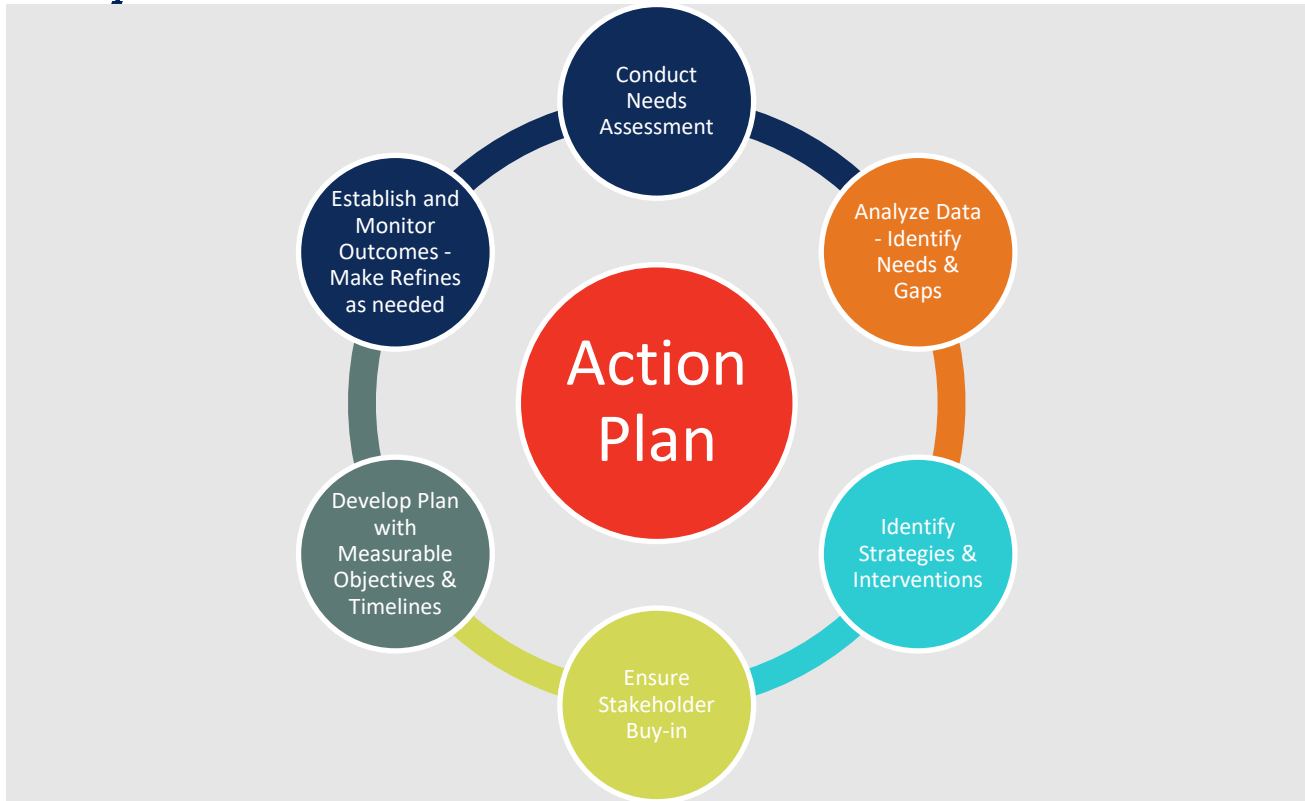 Conduct
Needs
Assessment
Analyze Data
- Identify
Needs &
Gaps
Identify
Strategies &
Interventions
Ensure
Stakeholder
Buy-in
Develop Plan
with
Measurable
Objectives &
Timelines
Establish and
Monitor
Outcomes -
Make Refines
as needed
Action
Plan